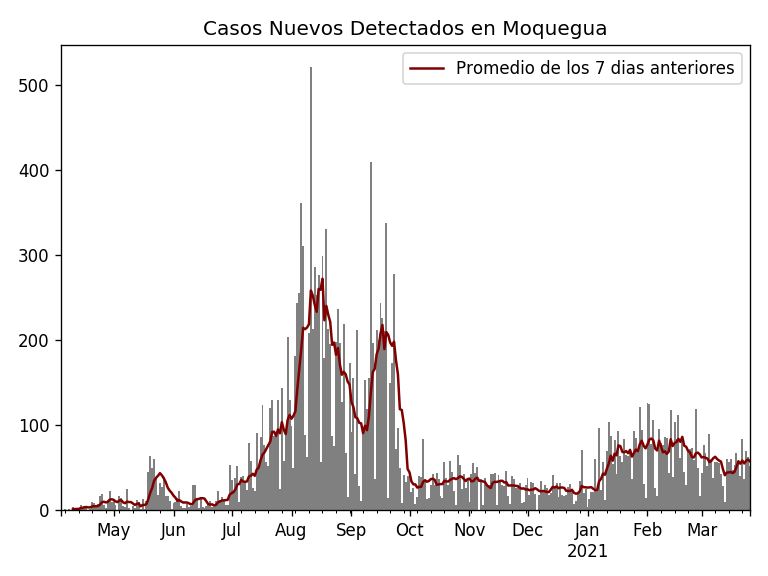 Casos Nuevos Detectados en Moquegua
Promedio de los 7 dias anteriores
500
400
300
200
100
0
May Jun Jul Aug Sep Oct Nov Dec Jan Feb Mar
2021